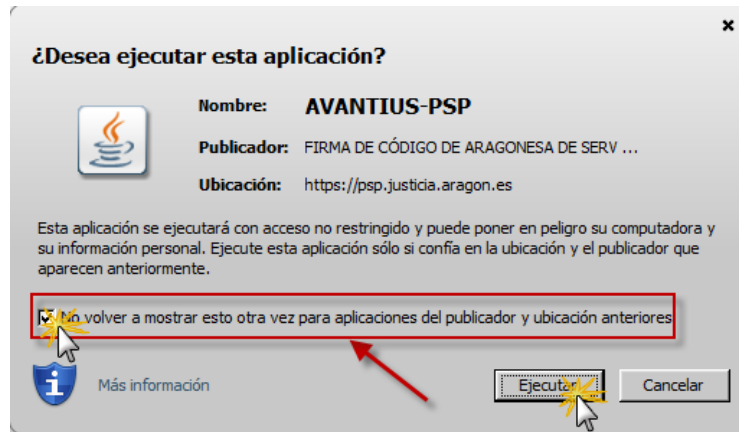 ¿Desea ejecutar esta aplicación?
Nombre: AVANTIUS-PSP
Publicador: FIRMA DE CÓDIGO DE ARAGONESA DE SERV ...
Ubicación: https://psp.justicia.aragon.es
Esta aplicación se ejecutará con acceso no restringido y puede poner en peligro su computadora y
su información personal. Ejecute esta aplicación sólo si confía en la ubicación y el publicador que
aparecen anteriormente.
No volver a mostrar esto otra vez para aplicaciones del publicador y ubicación anteriores
Más información
Ejecutar Cancelar